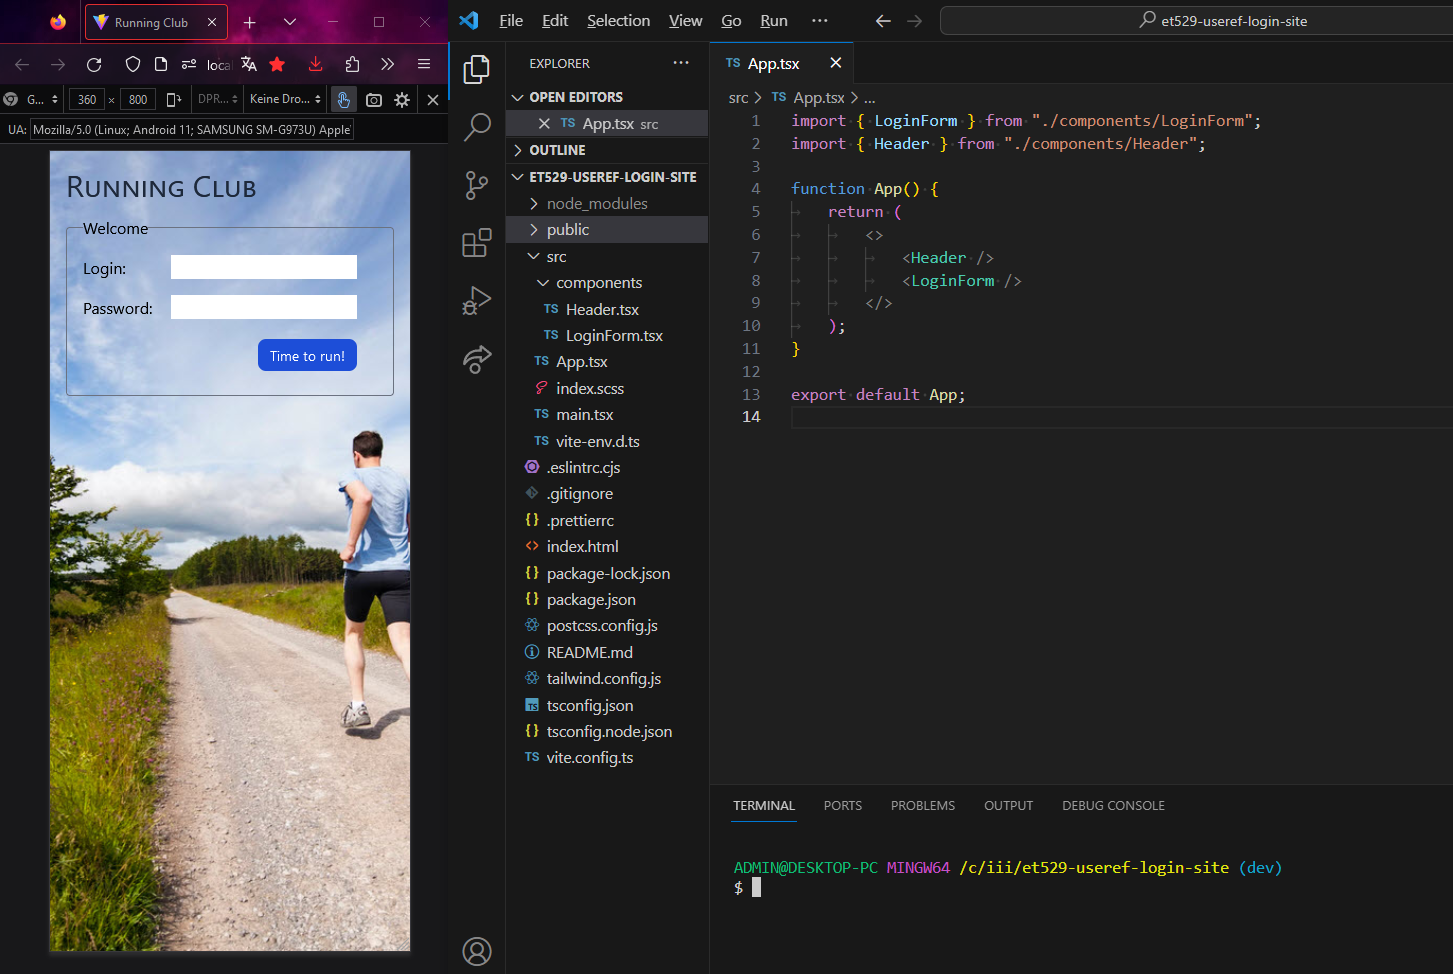 Running Club
File Edit Selection View Go Run ···
et529-useref-login-site
loca
G...
360 × 800
DPR...
Keine Dro...
UA: Mozilla/5.0 (Linux; Android 11; SAMSUNG SM-G973U) Apple
Running Club
Welcome
Login:
Password:
Time to run!
EXPLORER ···
OPEN EDITORS
TS App.tsx src
OUTLINE
ET529-USEREF-LOGIN-SITE
node_modules
public
src
components
TS Header.tsx
TS LoginForm.tsx
TS App.tsx
index.scss
TS main.tsx
TS vite-env.d.ts
.eslintrc.cjs
.gitignore
{} .prettierrc
<> index.html
{} package-lock.json
{} package.json
postcss.config.js
README.md
tailwind.config.js
TS tsconfig.json
{} tsconfig.node.json
TS vite.config.ts
TS App.tsx
src > TS App.tsx > ...
1 import { LoginForm } from "./components/LoginForm";
2 import { Header } from "./components/Header";
3
4 function App() {
5 return (
6 <>
7 <Header />
8 <LoginForm />
9 </>
10 );
11 }
12
13 export default App;
14
TERMINAL PORTS PROBLEMS OUTPUT DEBUG CONSOLE
ADMIN@DESKTOP-PC MINGW64 /c/iii/et529-useref-login-site (dev)
$